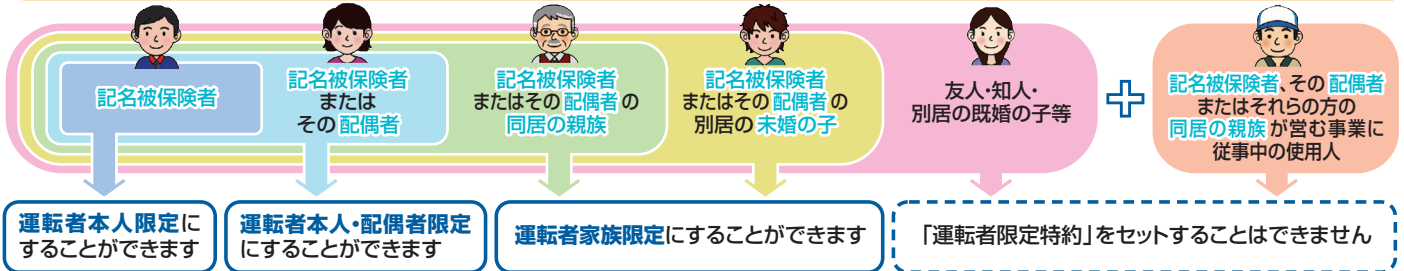 記名被保険者
記名被保険者
または
その配偶者
記名被保険者
またはその配偶者の
同居の親族
記名被保険者
またはその配偶者の
別居の未婚の子
友人・知人・
別居の既婚の子等
記名被保険者、その配偶者
またはそれらの方の
同居の親族が営む事業に
従事中の使用人
運転者本人限定に
することができます
運転者本人・配偶者限定
にすることができます
運転者家族限定にすることができます
「運転者限定特約」をセットすることはできません